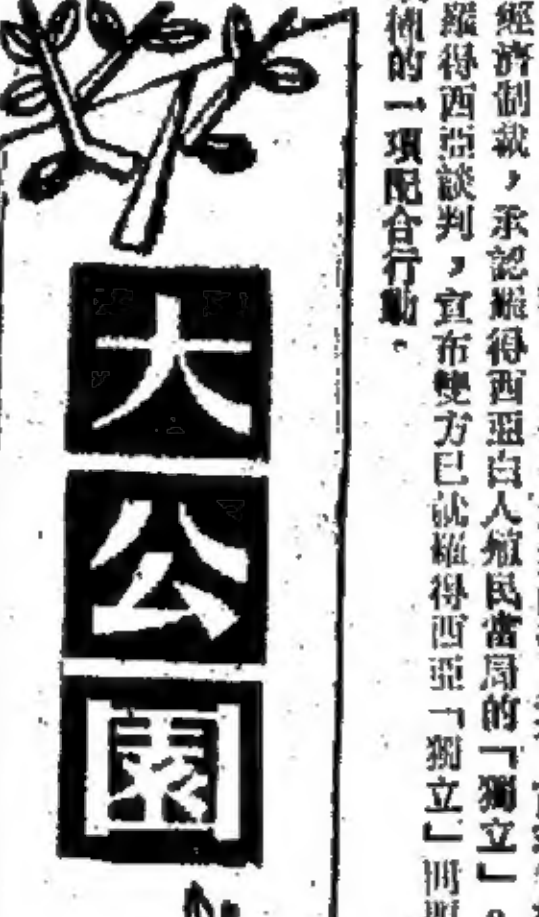 經濟制裁，承認羅得西亞白人殖民當局的「獨立」。
羅得西亞談判，宣布雙方已就羅得西亞「獨立」問題
的一項配合行動。
大公園